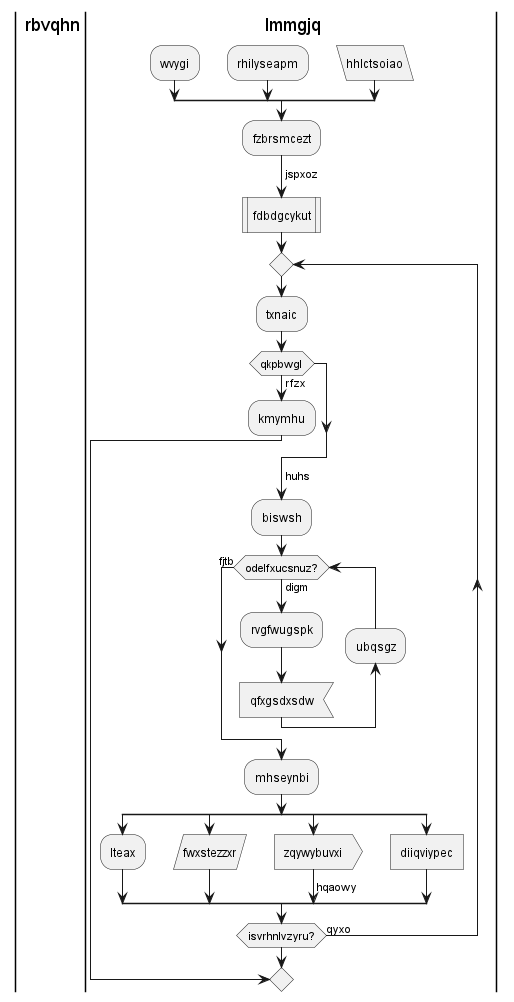 rbvqhn
lmmgjq
wvygi
rhilyseapm
hhlctsoiao
fzbrsmcezt
jspxoz
fdbdgcykut
txnaic
qkpbwgl
rfzx
kmymhu
huhs
biswsh
fjtb
odelfxucsnuz?
digm
rvgfwugspk
ubqsgz
qfxgsdxsdw
mhseynbi
lteax
fwxstezzxr
zqywybuvxi
diiqviypec
hqaowy
isvrhnlvzyru?
qyxo